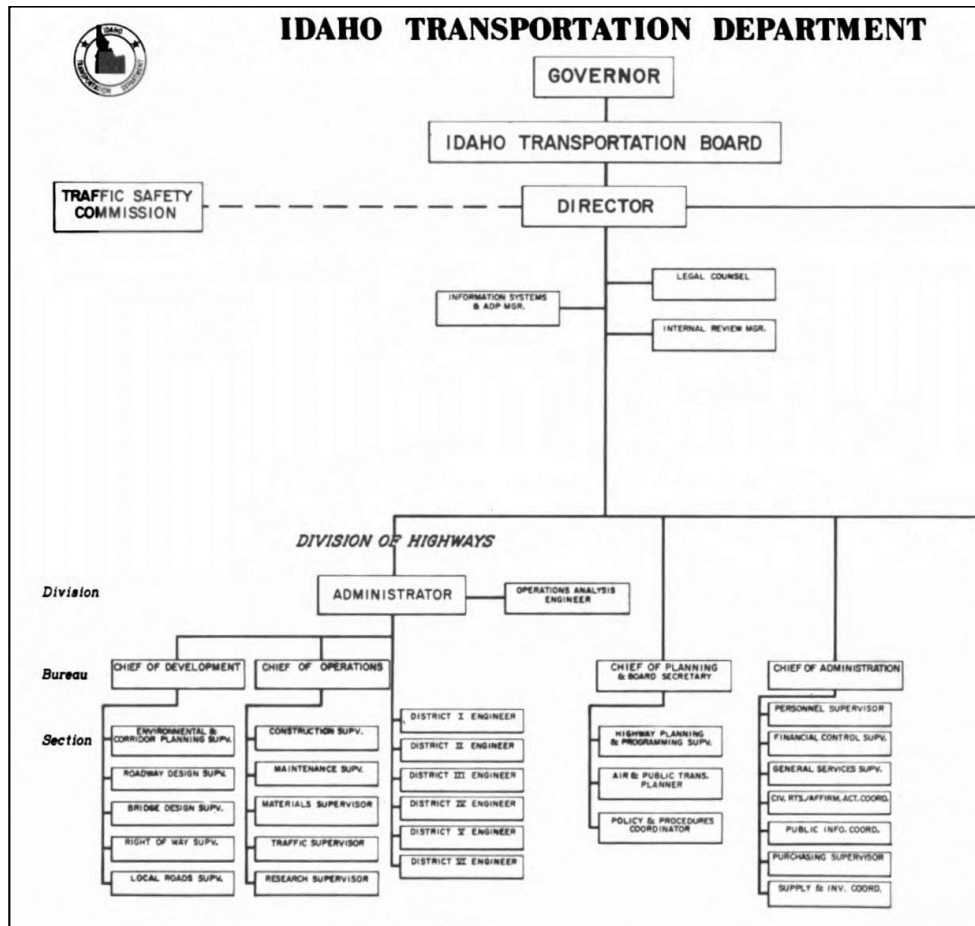 IDAHO TRANSPORTATION DEPARTMENT
IDAHO
TRANSPORTATION DEPARTMENT
GOVERNOR
IDAHO TRANSPORTATION BOARD
TRAFFIC SAFETY
COMMISSION
DIRECTOR
LEGAL COUNSEL
INFORMATION SYSTEMS
& ADP MGR.
INTERNAL REVIEW MGR.
DIVISION OF HIGHWAYS
Division
ADMINISTRATOR
OPERATIONS ANALYSIS
ENGINEER
Bureau
CHIEF OF DEVELOPMENT
CHIEF OF OPERATIONS
CHIEF OF PLANNING
& BOARD SECRETARY
CHIEF OF ADMINISTRATION
Section
ENVIRONMENTAL &
CORRIDOR PLANNING SUPV.
ROADWAY DESIGN SUPV.
BRIDGE DESIGN SUPV.
RIGHT OF WAY SUPV.
LOCAL ROADS SUPV.
CONSTRUCTION SUPV.
MAINTENANCE SUPV.
MATERIALS SUPERVISOR
TRAFFIC SUPERVISOR
RESEARCH SUPERVISOR
DISTRICT I ENGINEER
DISTRICT II ENGINEER
DISTRICT III ENGINEER
DISTRICT IV ENGINEER
DISTRICT V ENGINEER
DISTRICT VI ENGINEER
HIGHWAY PLANNING
& PROGRAMMING SUPV.
AIR & PUBLIC TRANS.
PLANNER
POLICY & PROCEDURES
COORDINATOR
PERSONNEL SUPERVISOR
FINANCIAL CONTROL SUPV.
GENERAL SERVICES SUPV.
CIV. RTS./AFFIRM. ACT. COORD.
PUBLIC INFO. COORD.
PURCHASING SUPERVISOR
SUPPLY & INV. COORD.